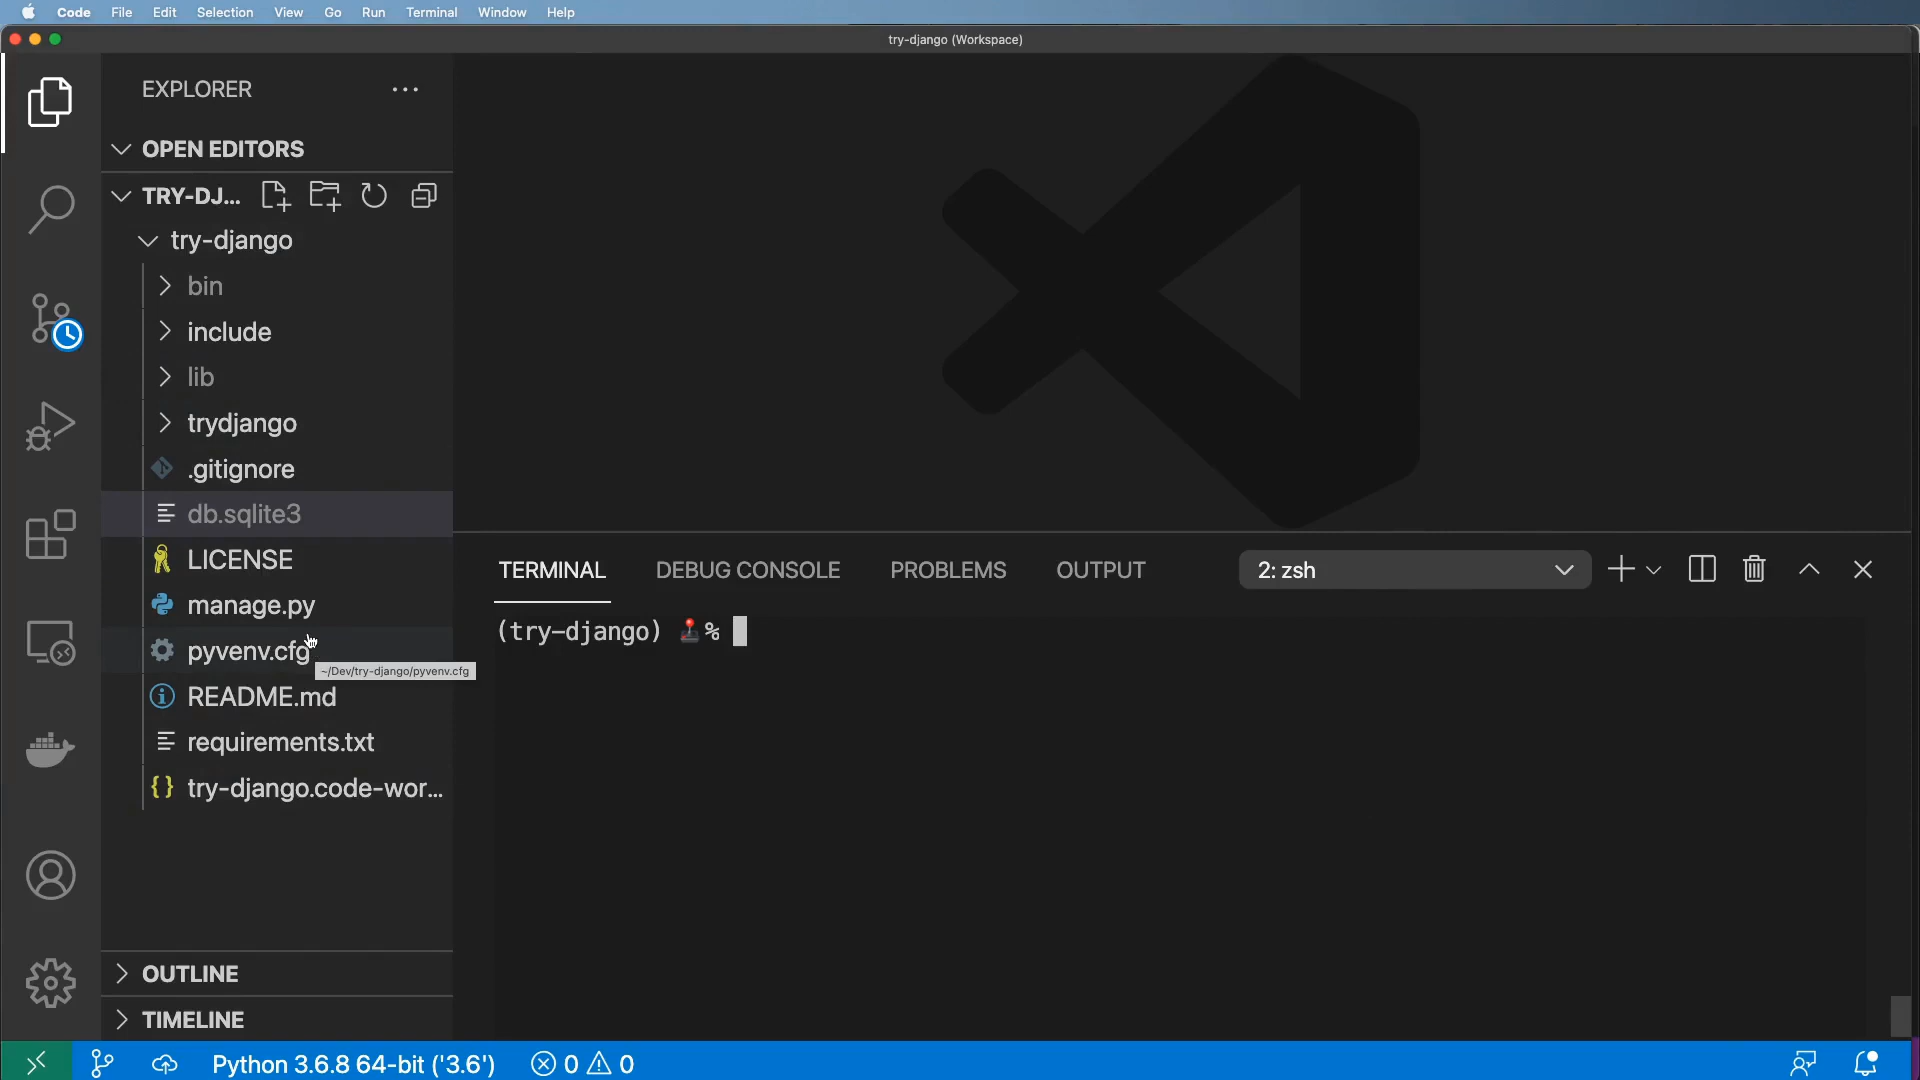 Code File Edit Selection View Go Run Terminal Window Help
try-django (Workspace)
EXPLORER
OPEN EDITORS
TRY-DJ...
try-django
bin
include
lib
trydjango
.gitignore
db.sqlite3
LICENSE
manage.py
pyvenv.cfg
~/Dev/try-django/pyvenv.cfg
README.md
requirements.txt
{} try-django.code-wor...
OUTLINE
TIMELINE
TERMINAL DEBUG CONSOLE PROBLEMS OUTPUT 2: zsh
(try-django) 🕹️%
Python 3.6.8 64-bit ('3.6') 0 0